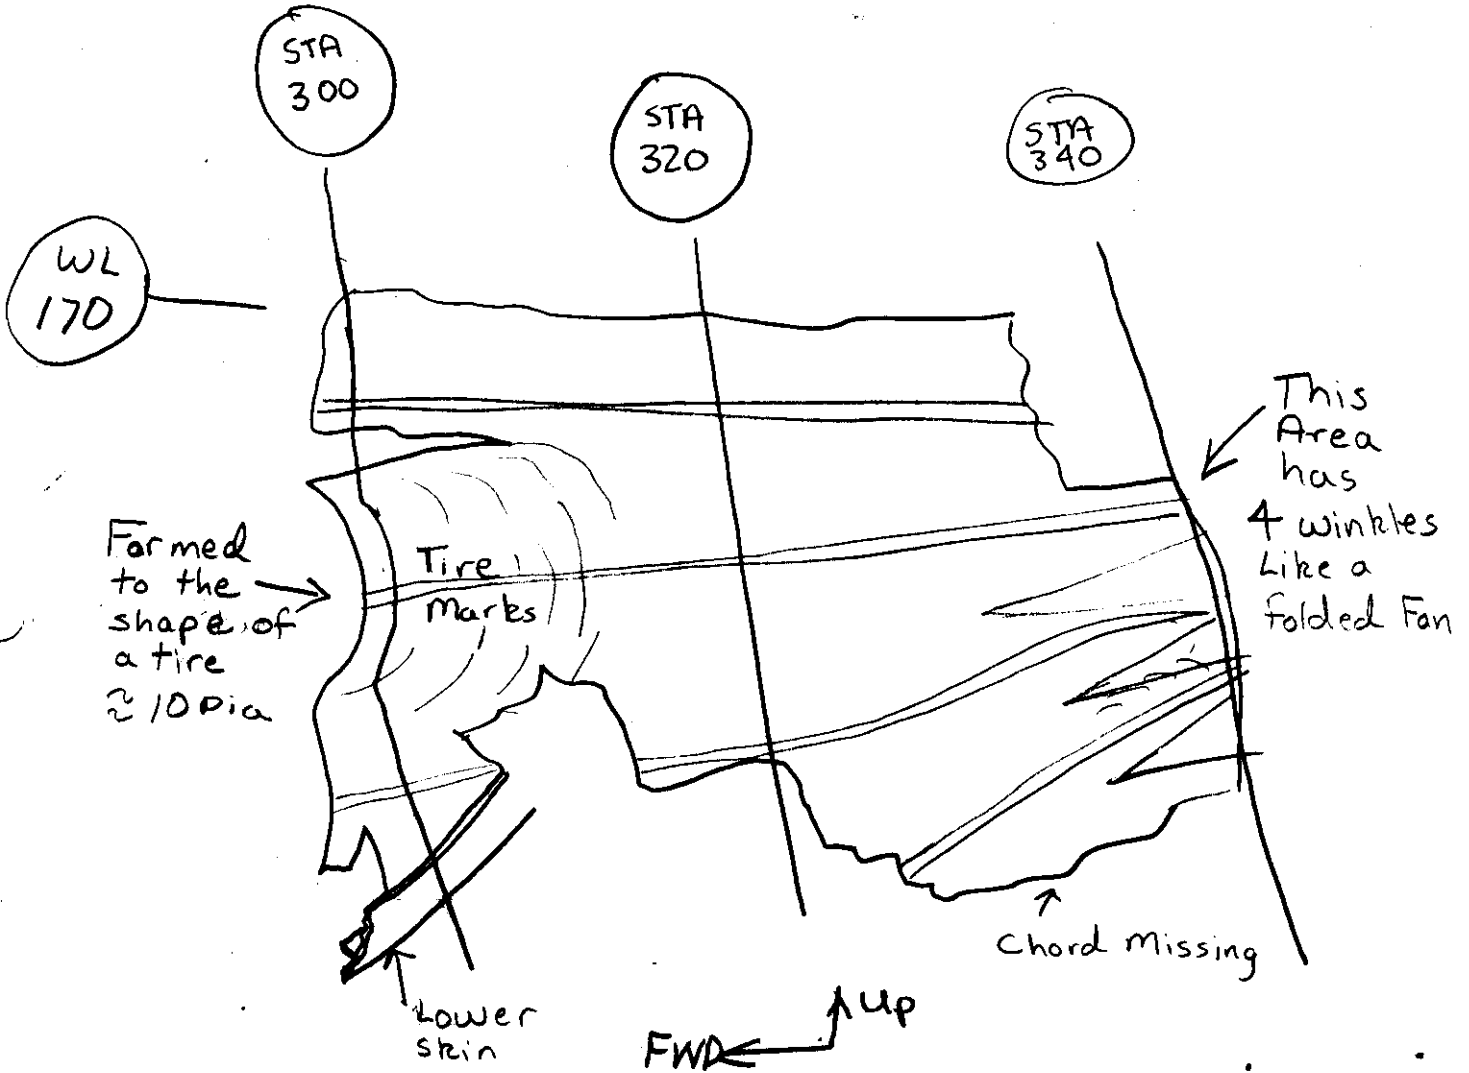 STA
300
STA
320
STA
340
WL
170
This
Area
has
4 winkles
Like a
folded Fan
Formed
to the
shape of
a tire
≈ 10 Dia
Tire
Marks
Chord Missing
Lower
skin
Up
FWD